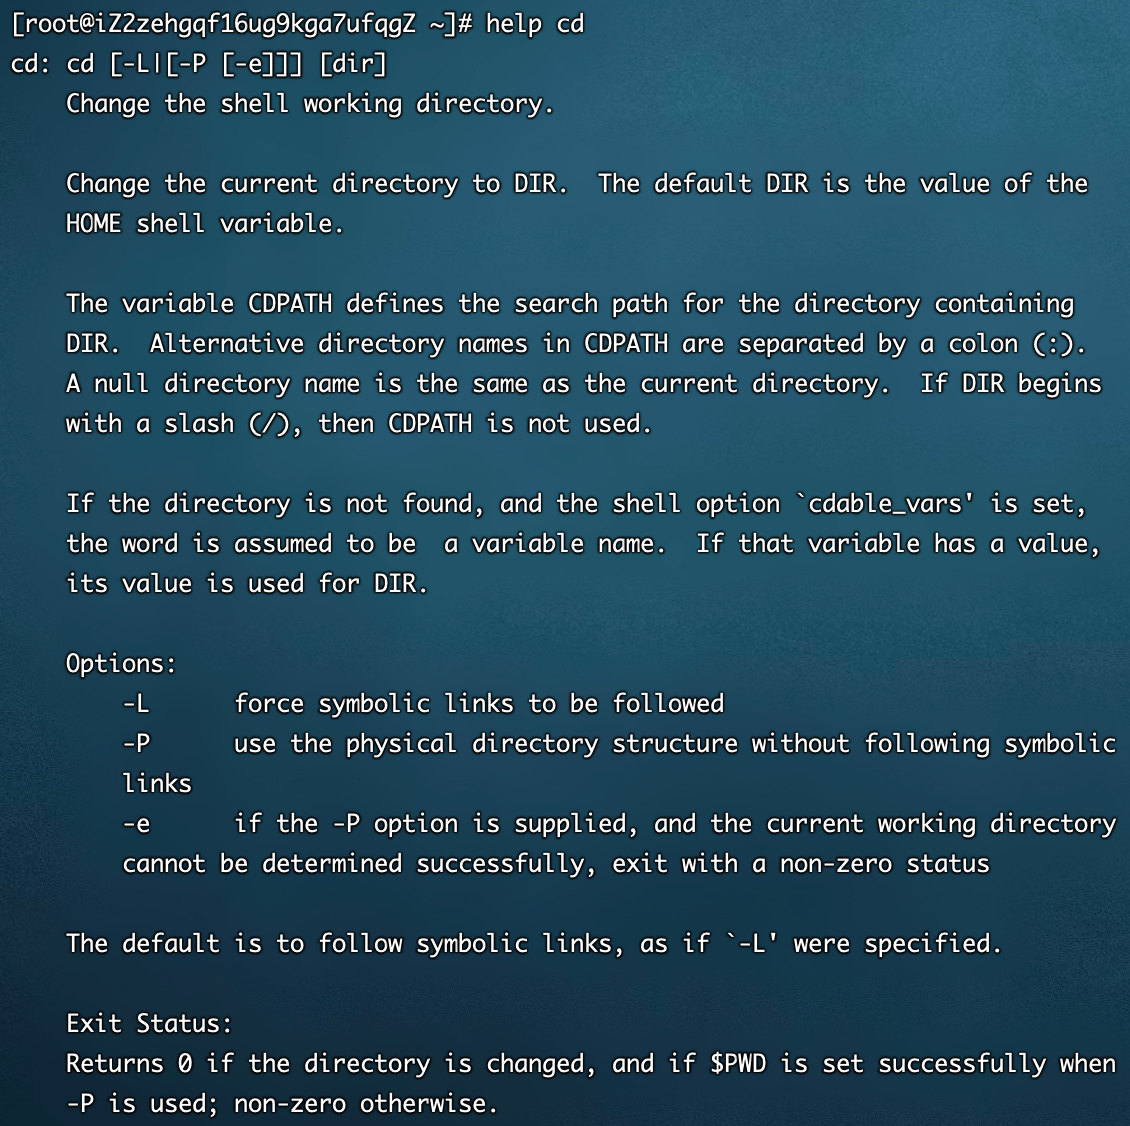 [root@iZ2zehgqf16ug9kga7ufqgZ ~]# help cd
cd: cd [-L|[-P [-e]]] [dir]
    Change the shell working directory.

    Change the current directory to DIR.  The default DIR is the value of the
    HOME shell variable.

    The variable CDPATH defines the search path for the directory containing
    DIR.  Alternative directory names in CDPATH are separated by a colon (:).
    A null directory name is the same as the current directory.  If DIR begins
    with a slash (/), then CDPATH is not used.

    If the directory is not found, and the shell option `cdable_vars' is set,
    the word is assumed to be  a variable name.  If that variable has a value,
    its value is used for DIR.

    Options:
        -L      force symbolic links to be followed
        -P      use the physical directory structure without following symbolic
        links
        -e      if the -P option is supplied, and the current working directory
        cannot be determined successfully, exit with a non-zero status

    The default is to follow symbolic links, as if `-L' were specified.

    Exit Status:
    Returns 0 if the directory is changed, and if $PWD is set successfully when
    -P is used; non-zero otherwise.